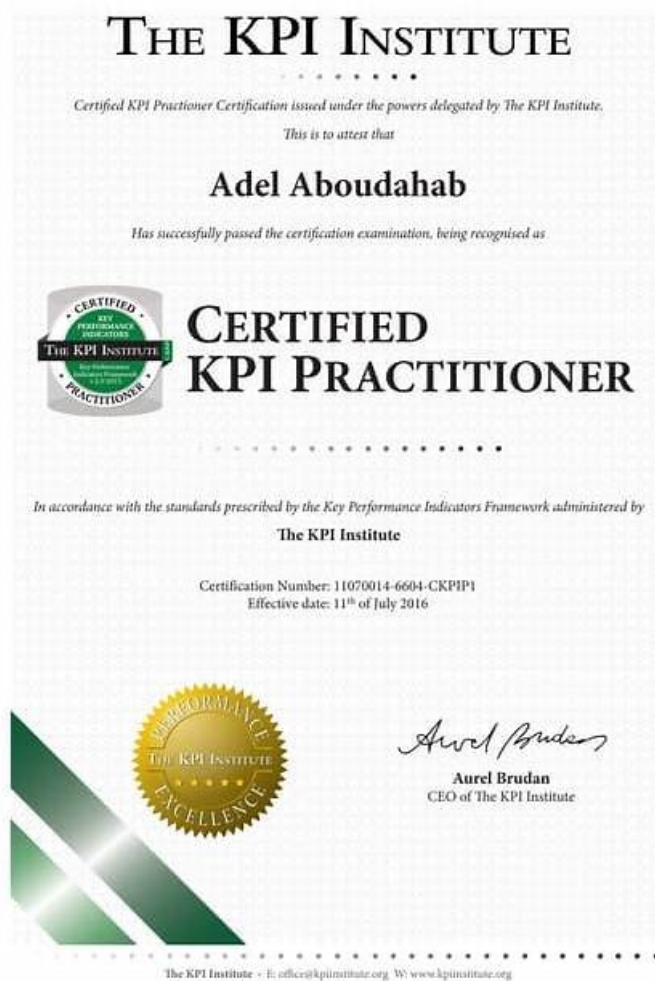 THE KPI INSTITUTE
Certified KPI Practioner Certification issued under the powers delegated by The KPI Institute.
This is to attest that
Adel Aboudahab
Has successfully passed the certification examination, being recognised as
CERTIFIED
KEY
PERFORMANCE
INDICATORS
THE KPI INSTITUTE
Key Performance
Indicators Framework
PRACTITIONER
CERTIFIED
KPI PRACTITIONER
In accordance with the standards prescribed by the Key Performance Indicators Framework administered by
The KPI Institute
Certification Number: 11070014-6604-CKPIP1
Effective date: 11th of July 2016
PERFORMANCE
THE KPI INSTITUTE
EXCELLENCE
Aurel Brudan
Aurel Brudan
CEO of The KPI Institute
The KPI Institute - E: office@kpiinstitute.org W: www.kpiinstitute.org